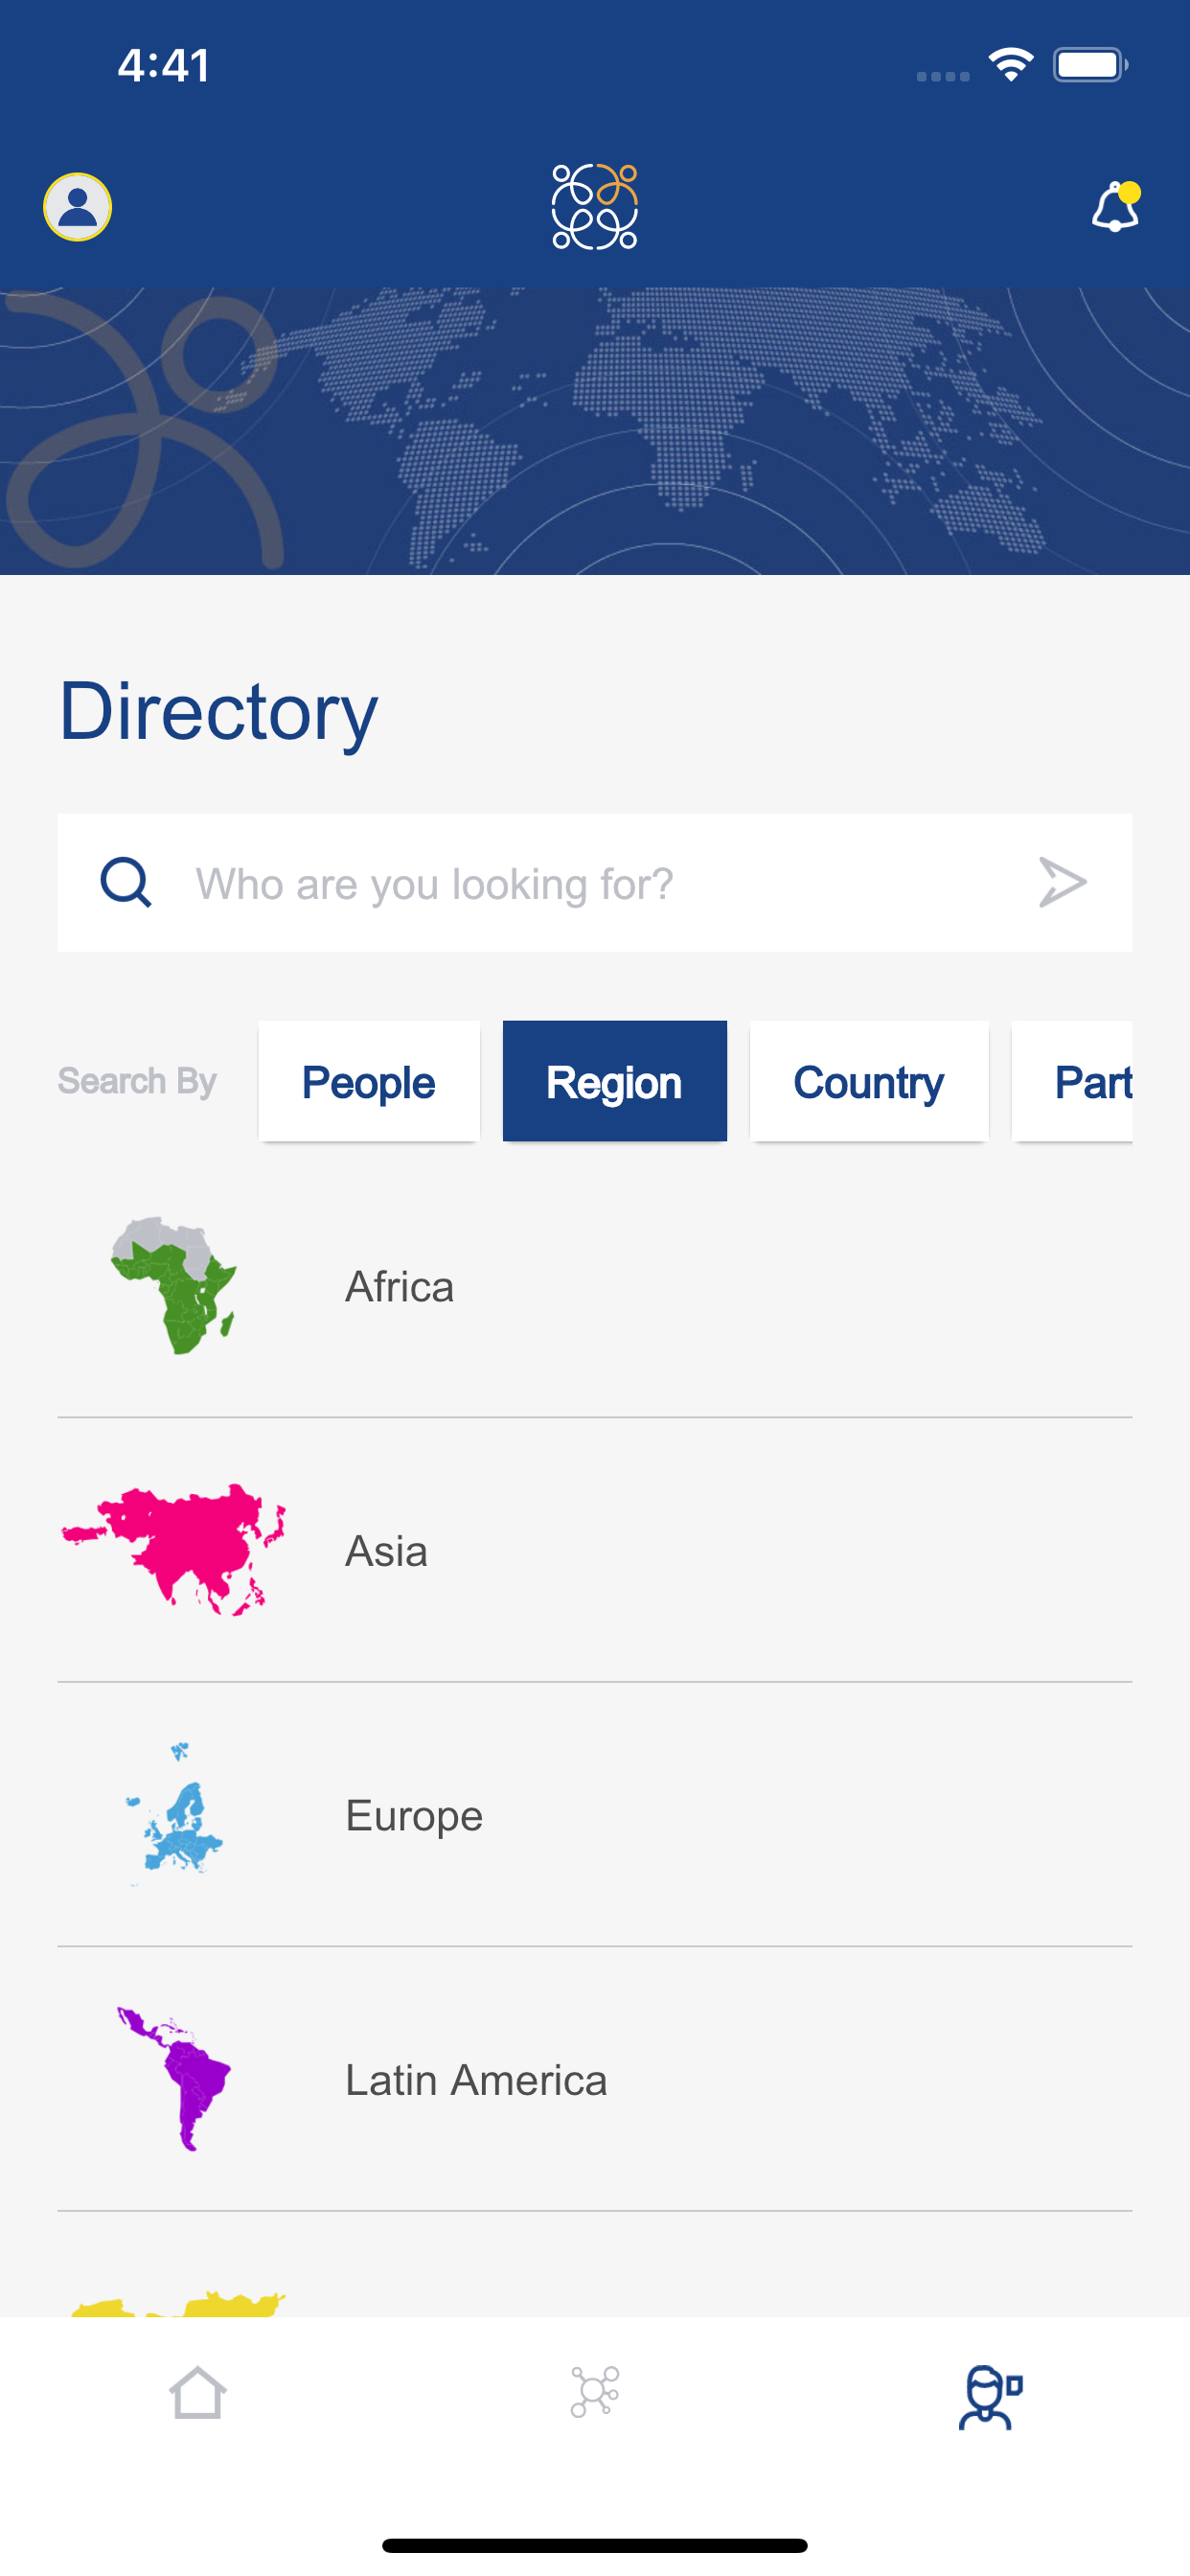 4:41
Directory
Who are you looking for?
Search By People Region Country Part
Africa
Asia
Europe
Latin America